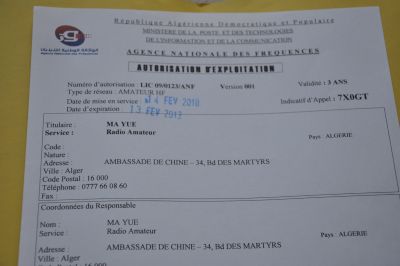 République Algérienne Démocratique et Populaire
MINISTERE DE LA POSTE ET DES TECHNOLOGIES
DE L'INFORMATION ET DE LA COMMUNICATION
AGENCE NATIONALE DES FREQUENCES
AUTORISATION D'EXPLOITATION
Numéro d'autorisation : LIC 09/0123/ANF Version 001 Validité : 3 ANS
Type de réseau : AMATEUR HF
Date de mise en service : 14 FEV 2010 Indicatif d'Appel : 7X0GT
Date d'expiration : 13 FEV 2013
Titulaire : MA YUE
Service : Radio Amateur Pays : ALGERIE
Code :
Nature :
Adresse : AMBASSADE DE CHINE – 34, Bd DES MARTYRS
Ville : Alger
Code Postal : 16 000
Téléphone : 0777 66 08 60
Fax :
Coordonnées du Responsable
Nom : MA YUE
Service : Radio Amateur Pays : ALGERIE
Adresse : AMBASSADE DE CHINE – 34, Bd DES MARTYRS
Ville : Alger